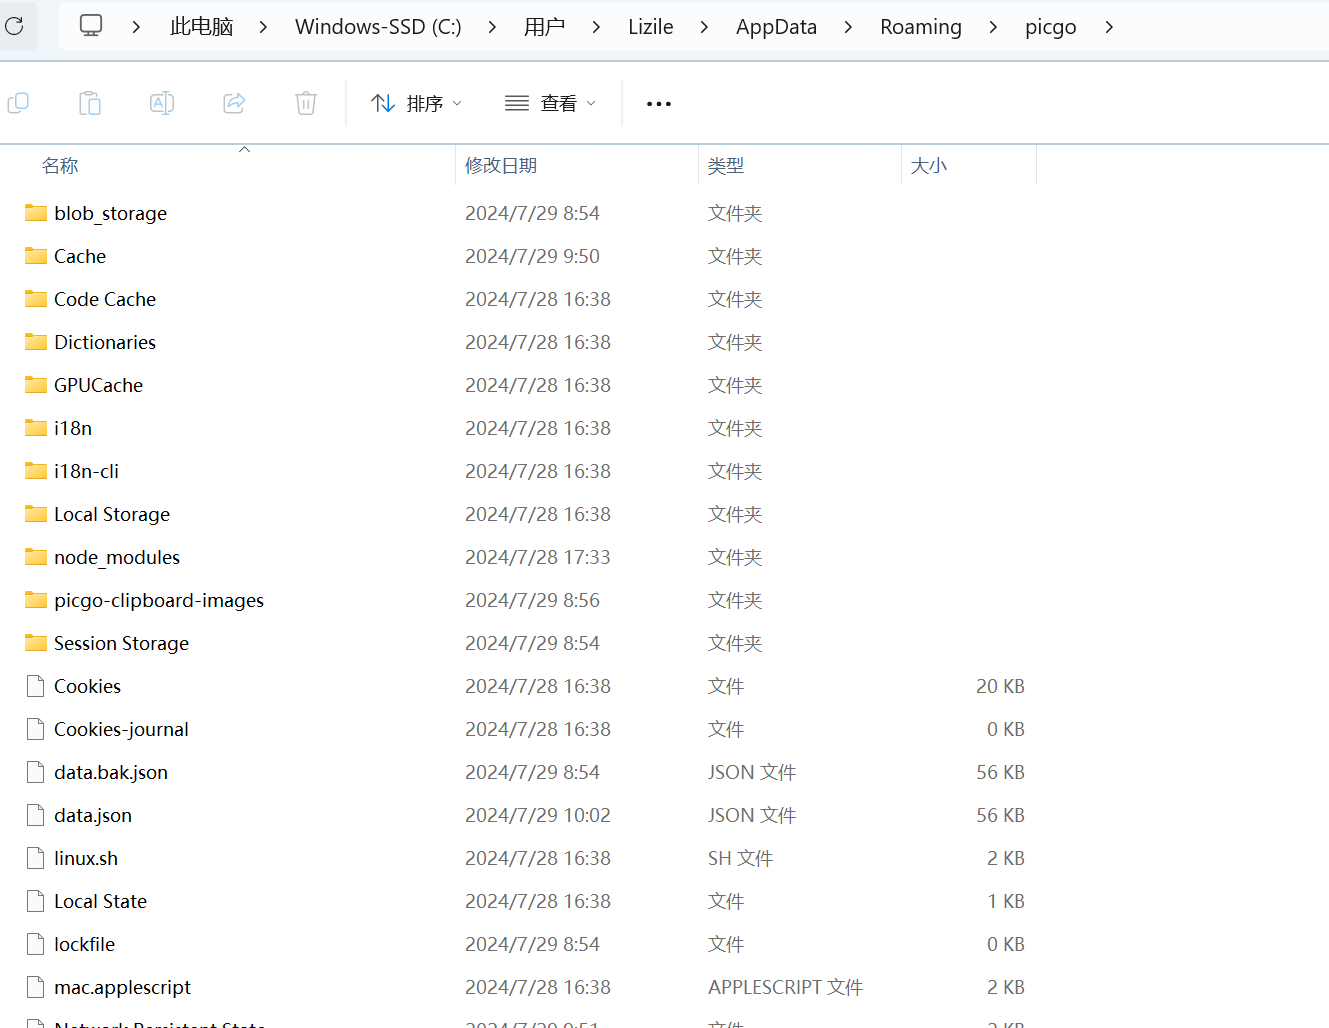 此电脑 Windows-SSD (C:) 用户 Lizile AppData Roaming picgo
排序 查看
名称 修改日期 类型 大小
blob_storage 2024/7/29 8:54 文件夹
Cache 2024/7/29 9:50 文件夹
Code Cache 2024/7/28 16:38 文件夹
Dictionaries 2024/7/28 16:38 文件夹
GPUCache 2024/7/28 16:38 文件夹
i18n 2024/7/28 16:38 文件夹
i18n-cli 2024/7/28 16:38 文件夹
Local Storage 2024/7/28 16:38 文件夹
node_modules 2024/7/28 17:33 文件夹
picgo-clipboard-images 2024/7/29 8:56 文件夹
Session Storage 2024/7/29 8:54 文件夹
Cookies 2024/7/28 16:38 文件 20 KB
Cookies-journal 2024/7/28 16:38 文件 0 KB
data.bak.json 2024/7/29 8:54 JSON 文件 56 KB
data.json 2024/7/29 10:02 JSON 文件 56 KB
linux.sh 2024/7/28 16:38 SH 文件 2 KB
Local State 2024/7/28 16:38 文件 1 KB
lockfile 2024/7/29 8:54 文件 0 KB
mac.applescript 2024/7/28 16:38 APPLESCRIPT 文件 2 KB
Network Persistent State 2024/7/29 9:51 文件